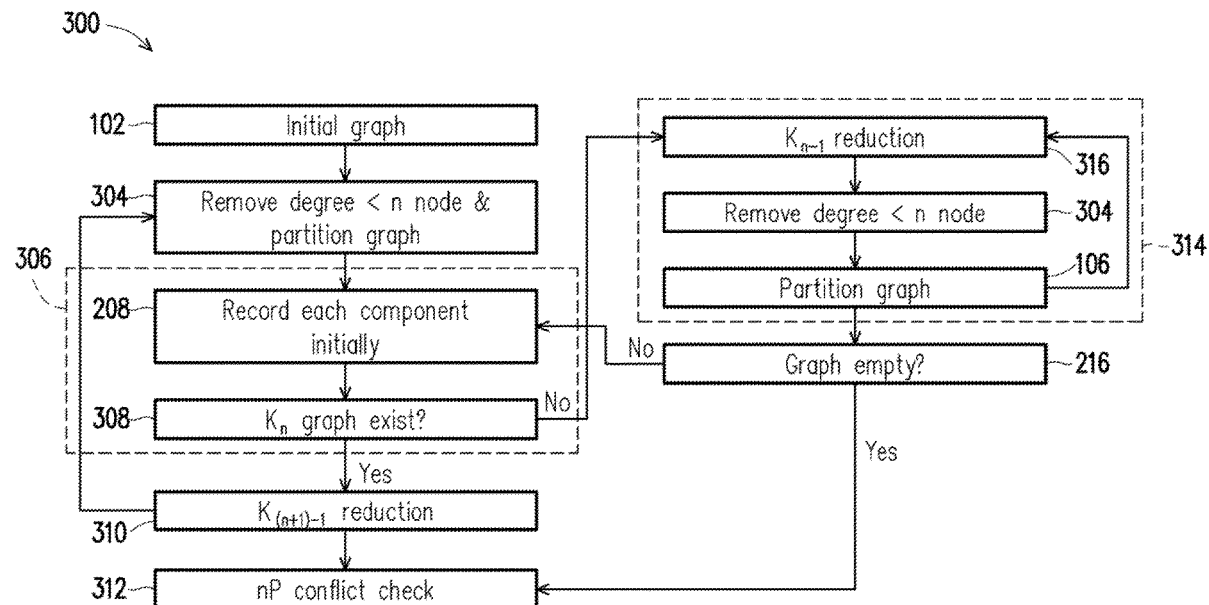 300
102
Initial graph
304
Remove degree < n node &
partition graph
306
208
Record each component
initially
308
Kn graph exist?
No
Yes
310
K(n+1)−1 reduction
312
nP conflict check
Kn−1 reduction
316
Remove degree < n node
304
314
106
Partition graph
No
Graph empty?
216
Yes